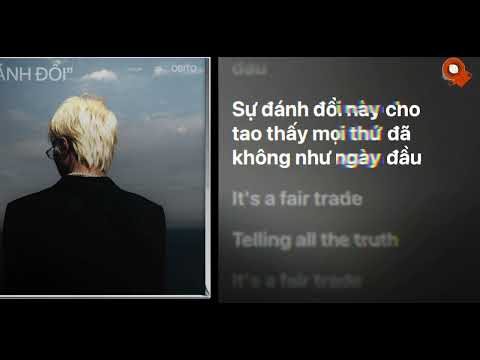 ÁNH ĐỔI"
OBITO
đầu
Sự đánh đổi này cho
tao thấy mọi thứ đã
không như ngày đầu
It's a fair trade
Telling all the truth
It's a fair trade